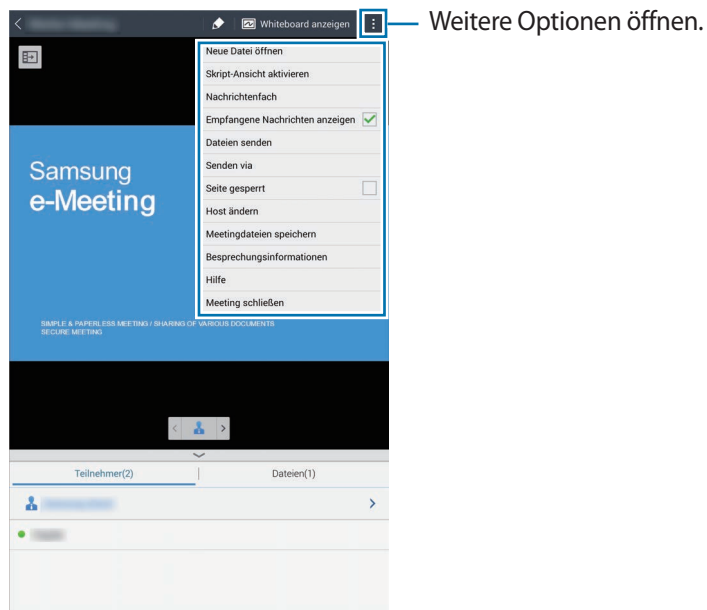 Whiteboard anzeigen
Weitere Optionen öffnen.
Neue Datei öffnen
Skript-Ansicht aktivieren
Nachrichtenfach
Empfangene Nachrichten anzeigen
Dateien senden
Senden via
Seite gesperrt
Host ändern
Meetingdateien speichern
Besprechungsinformationen
Hilfe
Meeting schließen
Samsung
e-Meeting
SIMPLE & PAPERLESS MEETING / SHARING OF VARIOUS DOCUMENTS
SECURE MEETING
Teilnehmer(2)
Dateien(1)